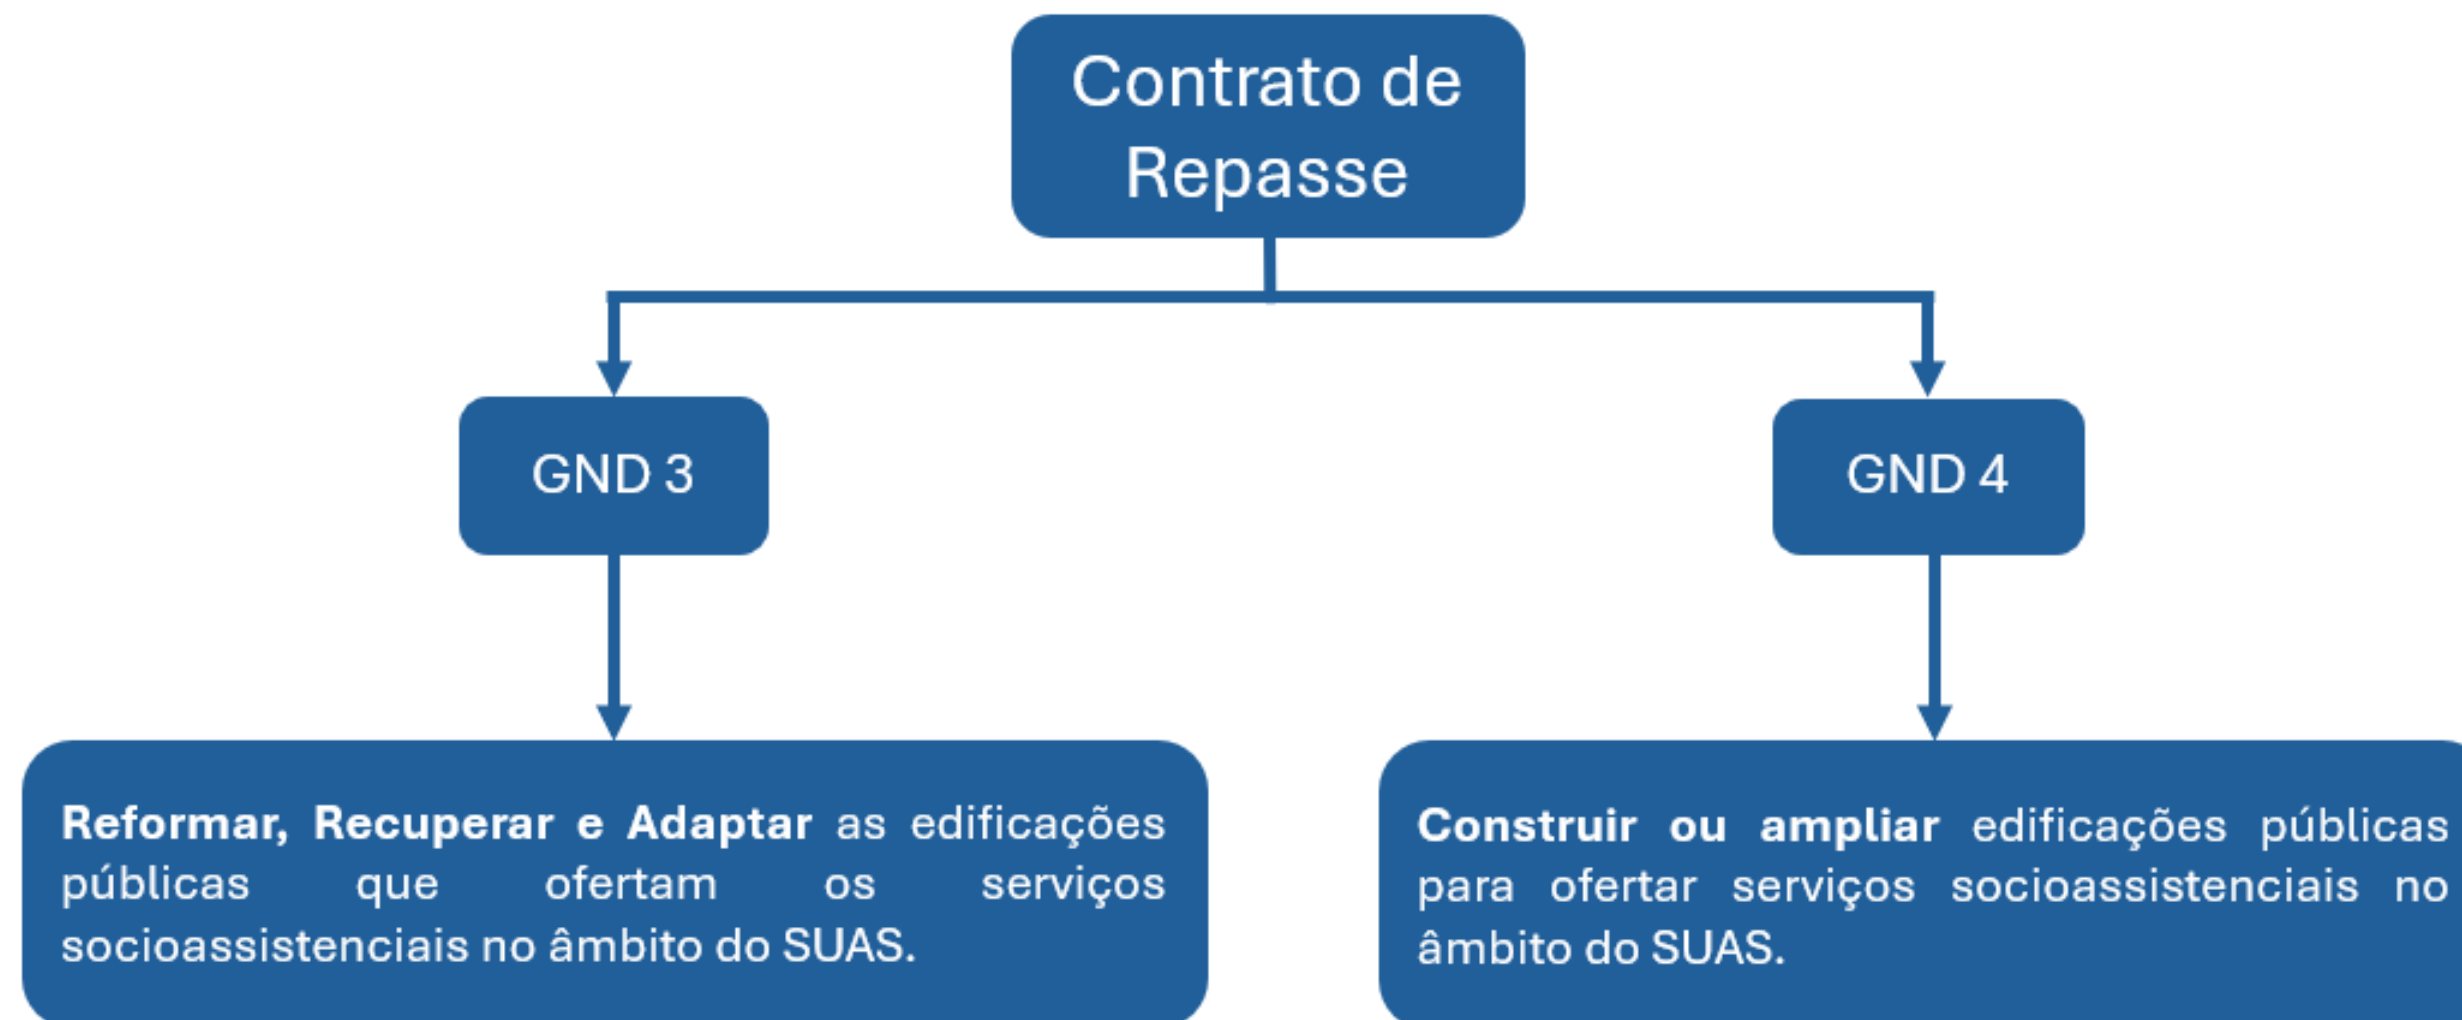 Contrato de
Repasse
GND 3
GND 4
Reformar, Recuperar e Adaptar as edificações
públicas que ofertam os serviços
socioassistenciais no âmbito do SUAS.
Construir ou ampliar edificações públicas
para ofertar serviços socioassistenciais no
âmbito do SUAS.